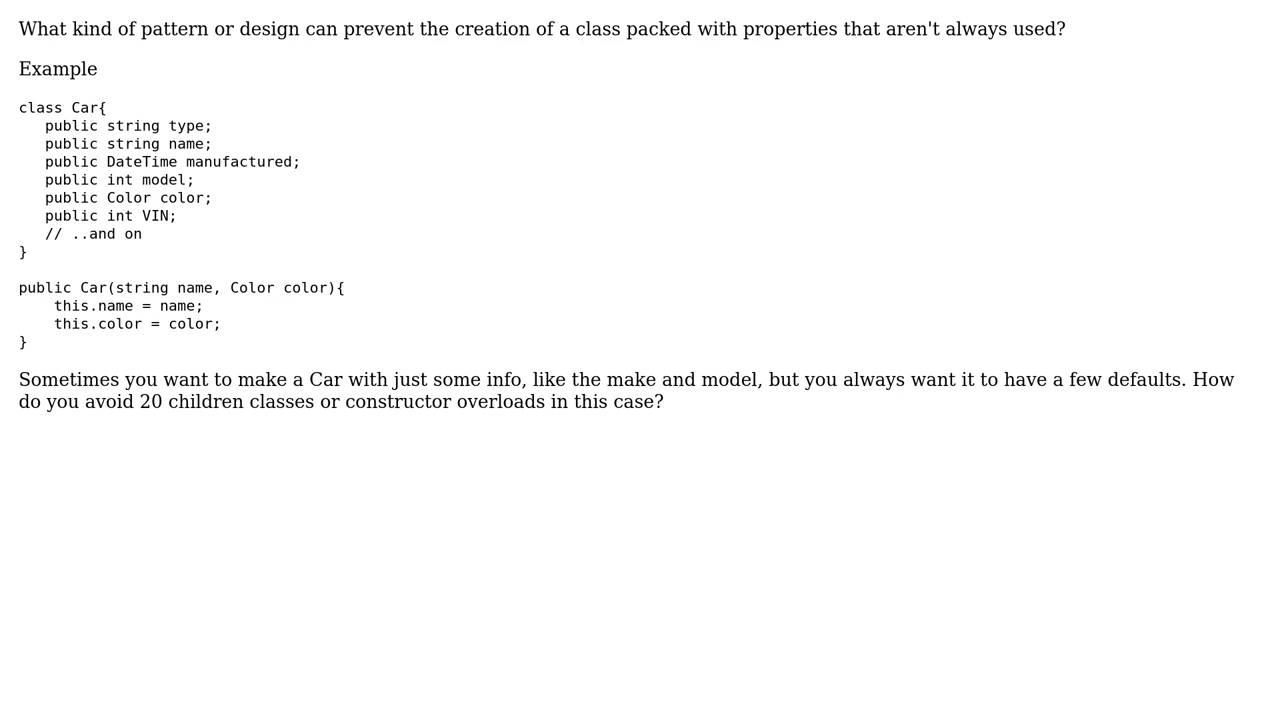 What kind of pattern or design can prevent the creation of a class packed with properties that aren't always used?
Example
class Car{
   public string type;
   public string name;
   public DateTime manufactured;
   public int model;
   public Color color;
   public int VIN;
   // ..and on
}
public Car(string name, Color color){
    this.name = name;
    this.color = color;
}
Sometimes you want to make a Car with just some info, like the make and model, but you always want it to have a few defaults. How
do you avoid 20 children classes or constructor overloads in this case?